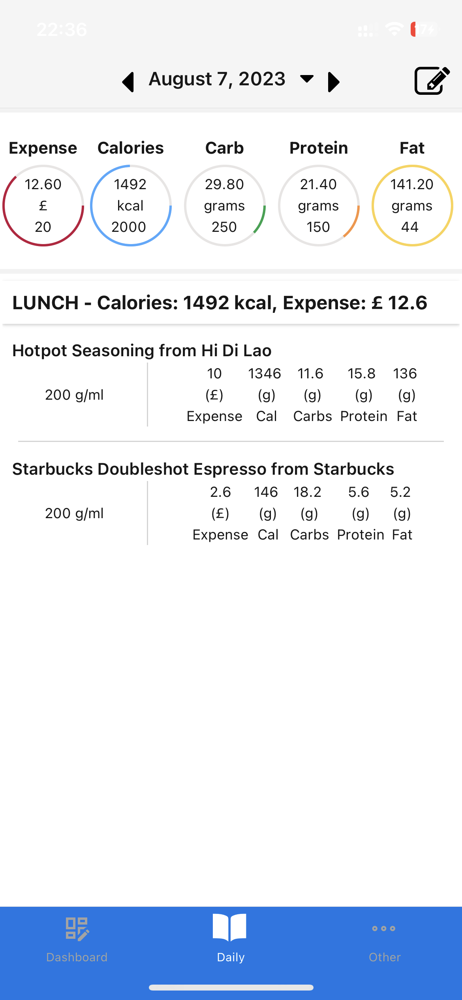 22:36
17
August 7, 2023
Expense Calories Carb Protein Fat
12.60 1492 29.80 21.40 141.20
£ kcal grams grams grams
20 2000 250 150 44
LUNCH - Calories: 1492 kcal, Expense: £ 12.6
Hotpot Seasoning from Hi Di Lao
10 1346 11.6 15.8 136
200 g/ml (£) (g) (g) (g) (g)
Expense Cal Carbs Protein Fat
Starbucks Doubleshot Espresso from Starbucks
2.6 146 18.2 5.6 5.2
200 g/ml (£) (g) (g) (g) (g)
Expense Cal Carbs Protein Fat
Dashboard Daily Other